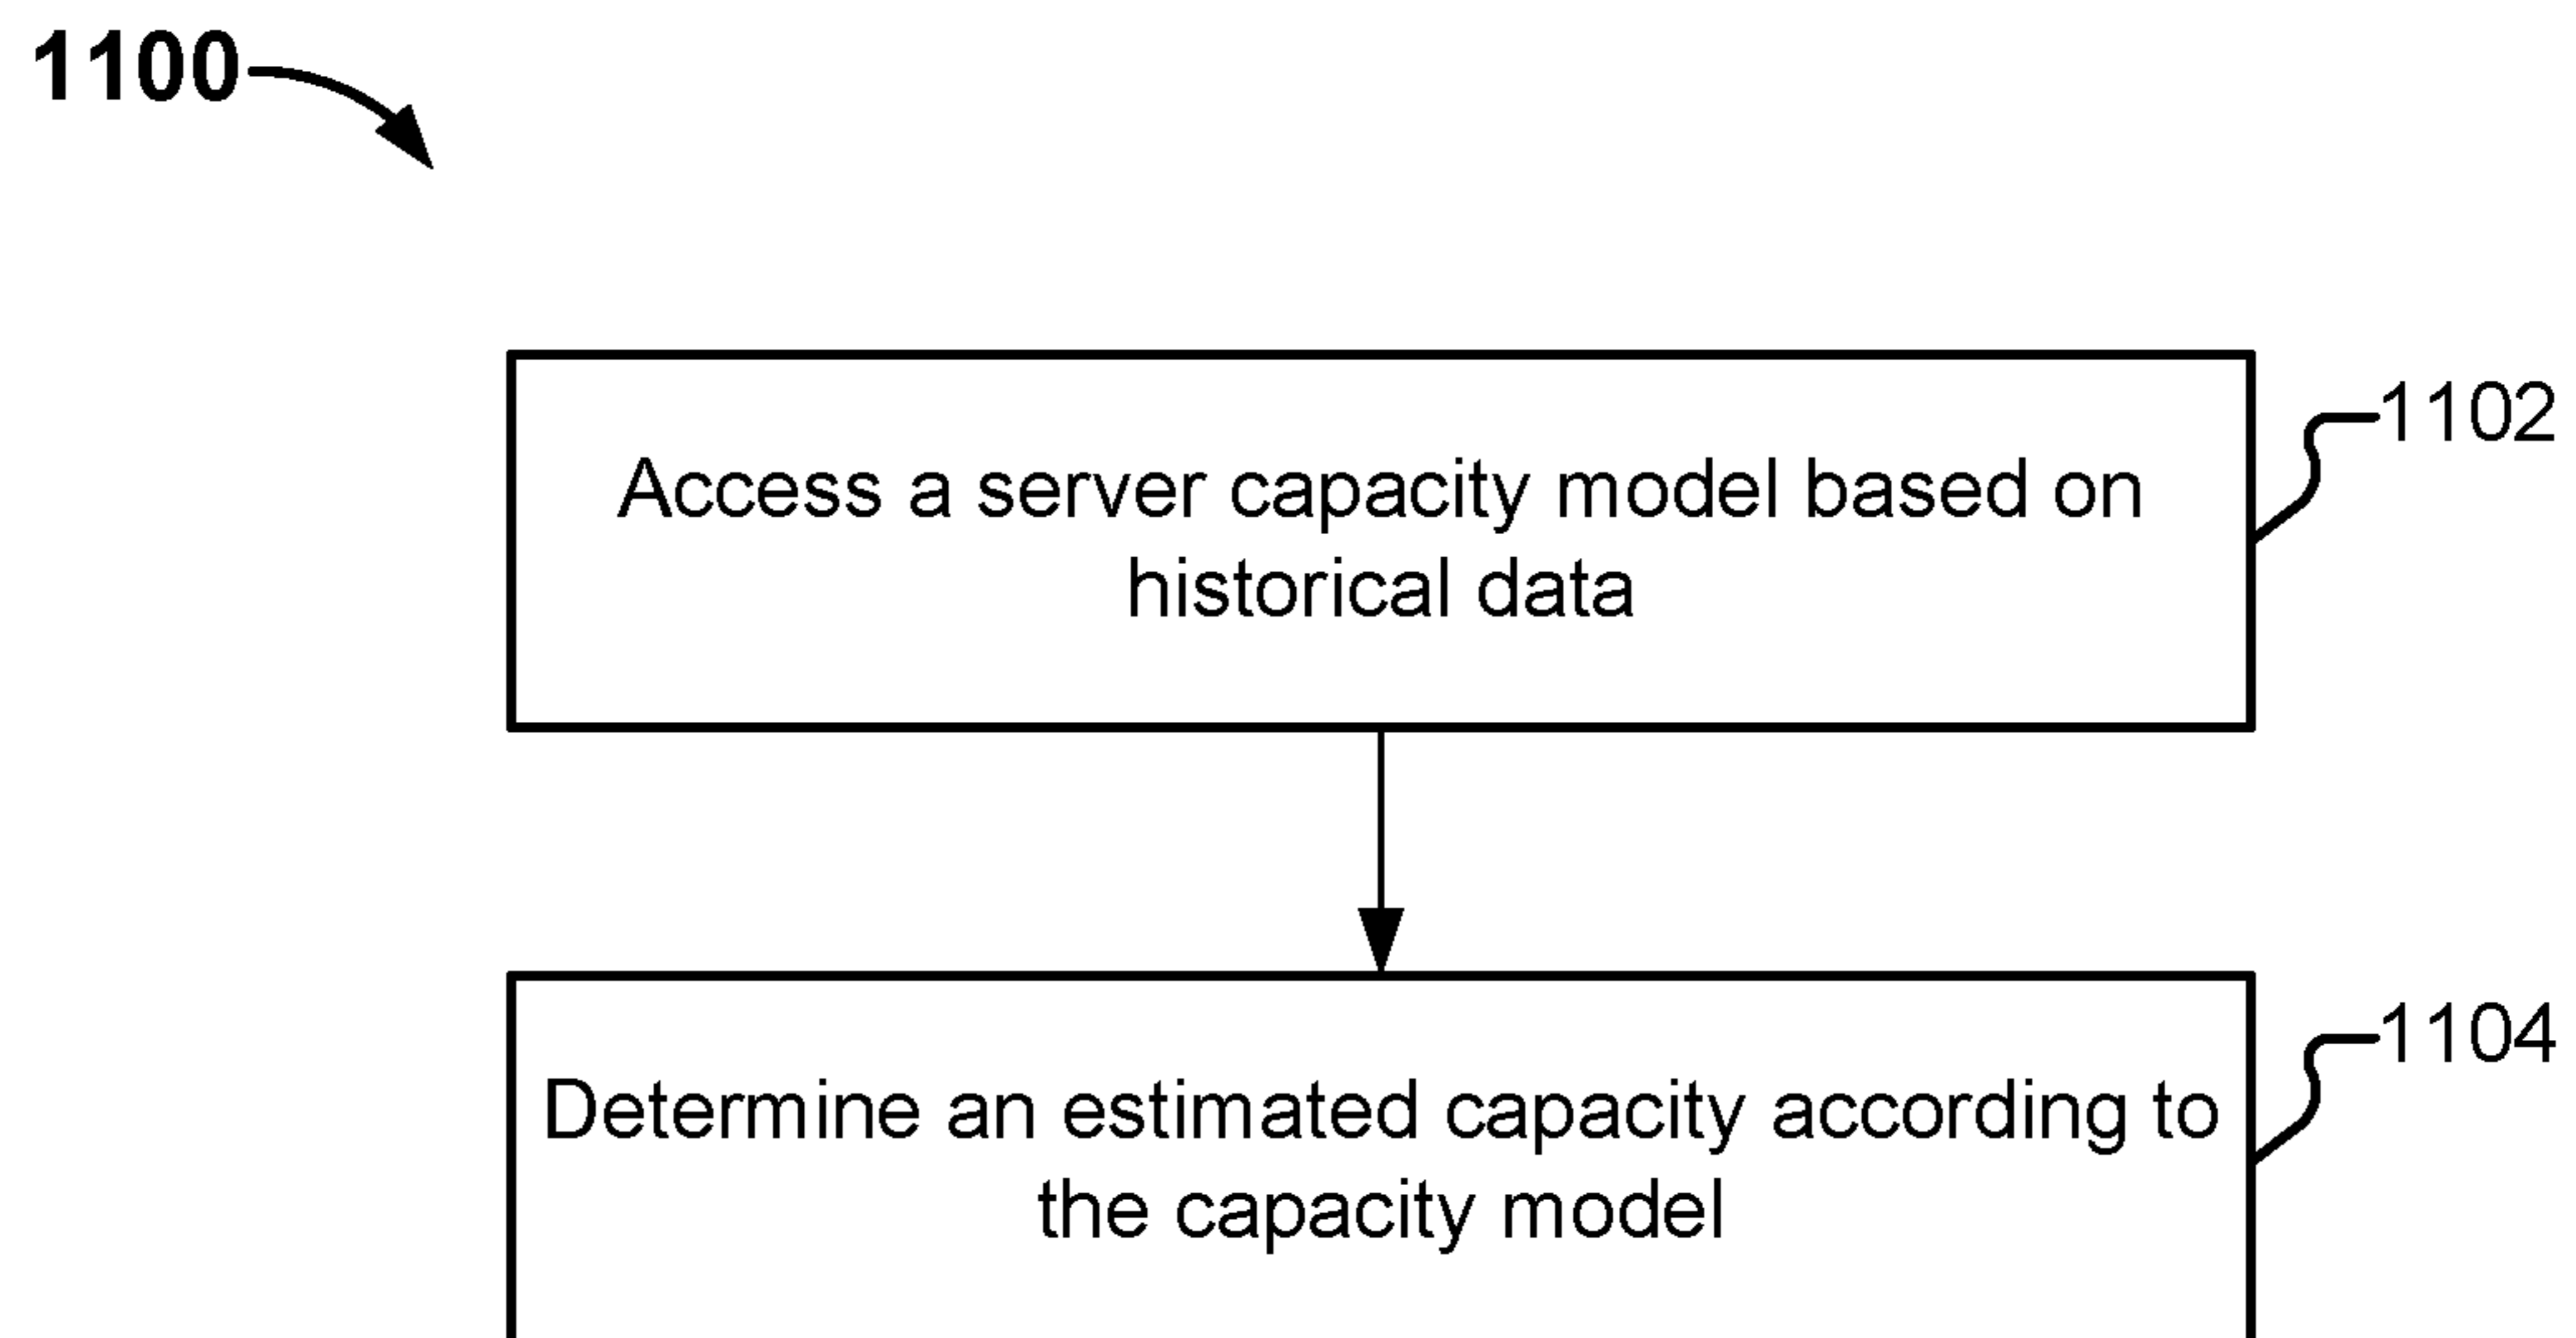 1100
1102
Access a server capacity model based on
historical data
1104
Determine an estimated capacity according to
the capacity model